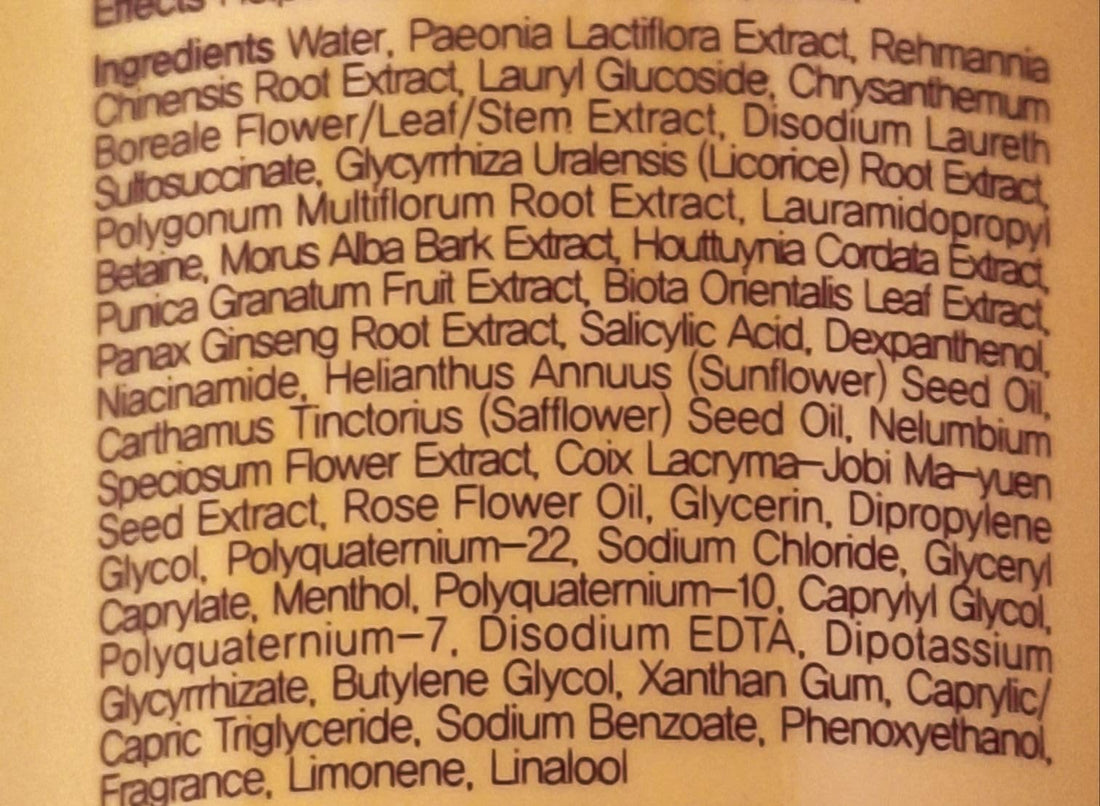 Effects
Ingredients Water, Paeonia Lactiflora Extract, Rehmannia
Chinensis Root Extract, Lauryl Glucoside, Chrysanthemum
Boreale Flower/Leaf/Stem Extract, Disodium Laureth
Sulfosuccinate, Glycyrrhiza Uralensis (Licorice) Root Extract,
Polygonum Multiflorum Root Extract, Lauramidopropyl
Betaine, Morus Alba Bark Extract, Houttuynia Cordata Extract,
Punica Granatum Fruit Extract, Biota Orientalis Leaf Extract,
Panax Ginseng Root Extract, Salicylic Acid, Dexpanthenol,
Niacinamide, Helianthus Annuus (Sunflower) Seed Oil,
Carthamus Tinctorius (Safflower) Seed Oil, Nelumbium
Speciosum Flower Extract, Coix Lacryma-Jobi Ma-yuen
Seed Extract, Rose Flower Oil, Glycerin, Dipropylene
Glycol, Polyquaternium-22, Sodium Chloride, Glyceryl
Caprylate, Menthol, Polyquaternium-10, Caprylyl Glycol,
Polyquaternium-7, Disodium EDTA, Dipotassium
Glycyrrhizate, Butylene Glycol, Xanthan Gum, Caprylic/
Capric Triglyceride, Sodium Benzoate, Phenoxyethanol,
Fragrance, Limonene, Linalool